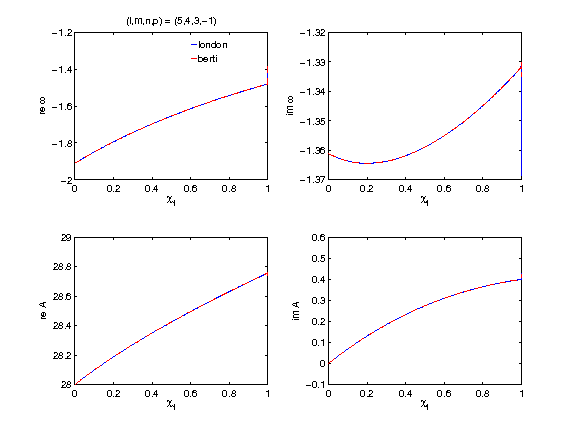 (l,m,n,p) = (5,4,3,−1)
−1.2
−1.4
−1.6
−1.8
−2
re ω
0 0.2 0.4 0.6 0.8 1
χf
london
berti
−1.32
−1.33
−1.34
−1.35
−1.36
−1.37
im ω
0 0.2 0.4 0.6 0.8 1
χf
29
28.8
28.6
28.4
28.2
28
re A
0 0.2 0.4 0.6 0.8 1
χf
0.6
0.5
0.4
0.3
0.2
0.1
0
−0.1
im A
0 0.2 0.4 0.6 0.8 1
χf